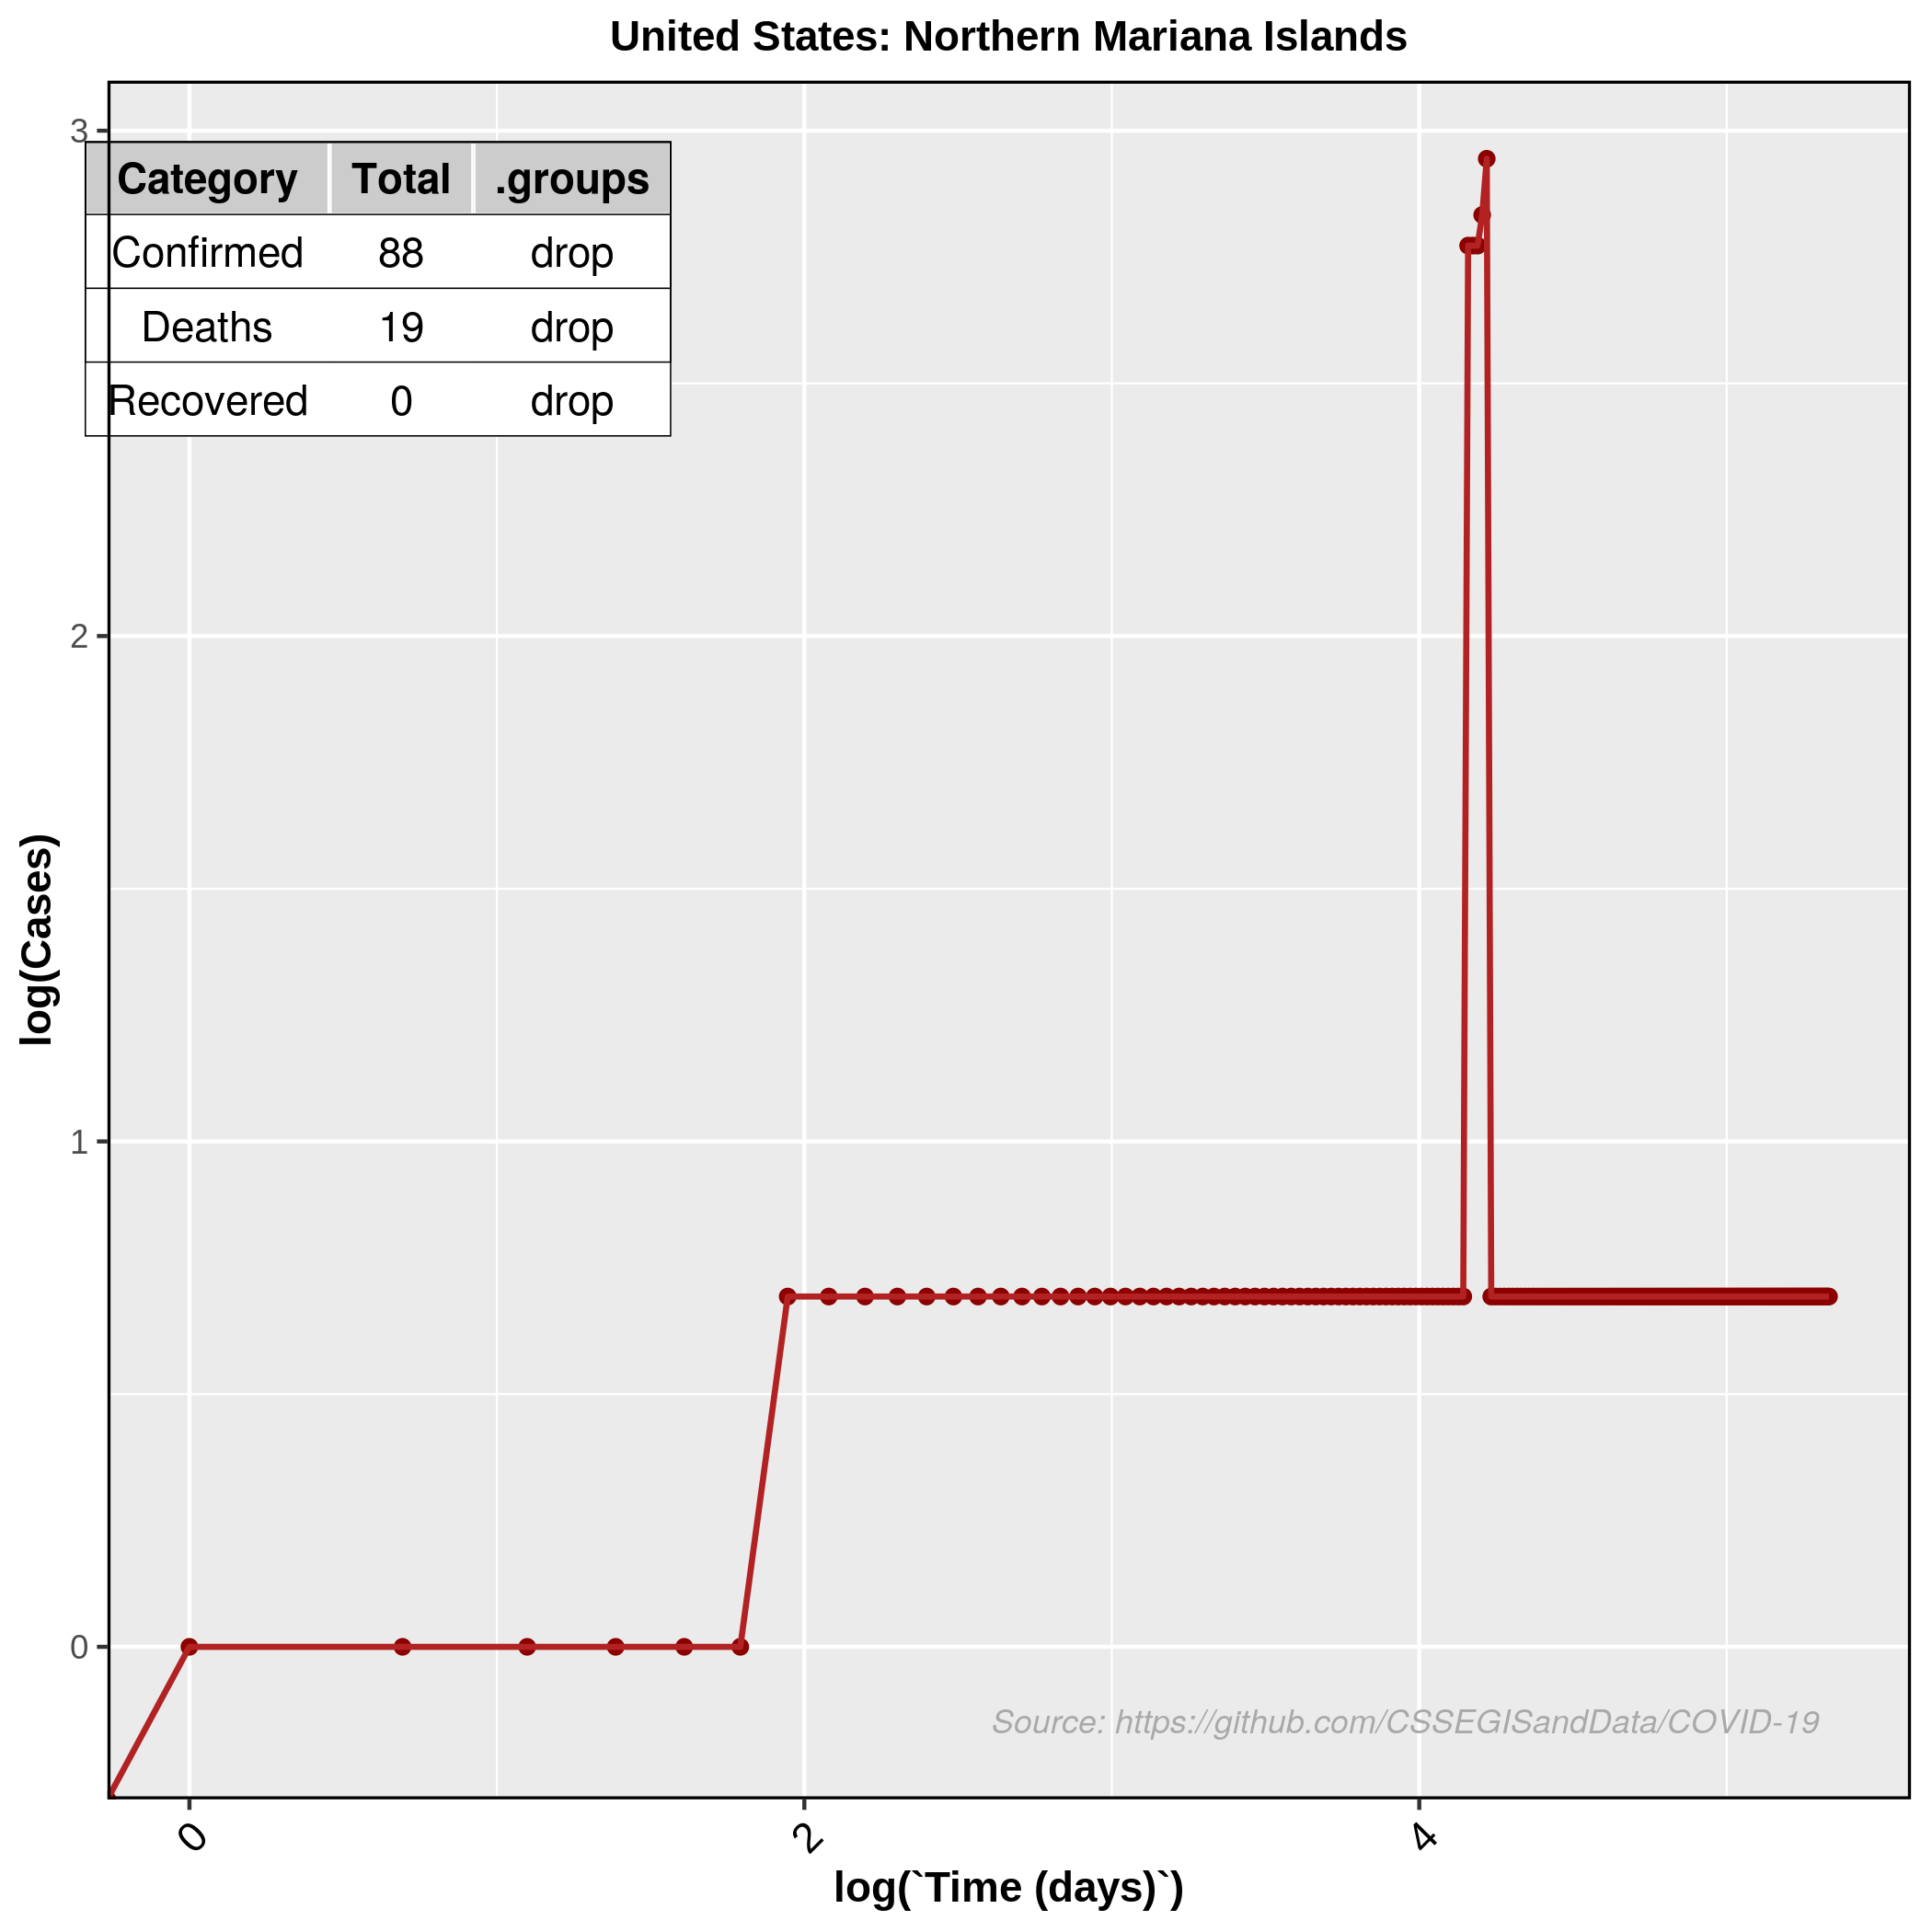 United States: Northern Mariana Islands
3
Category Total .groups
Confirmed 88 drop
Deaths 19 drop
Recovered 0 drop
2
1
0
log(Cases)
Source: https://github.com/CSSEGISandData/COVID-19
0 2 4
log(`Time (days)`)